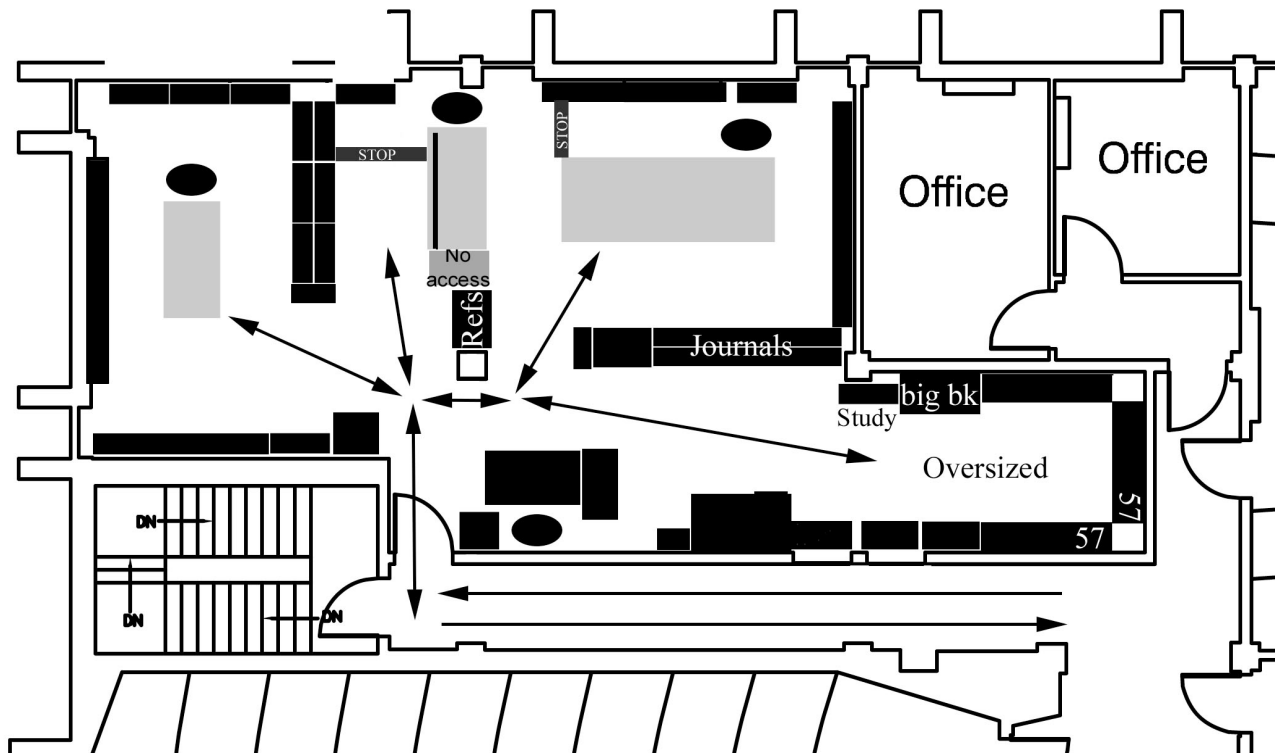 STOP
STOP
Office
Office
No
access
Refs
Journals
big bk
Study
Oversized
57
57
DN
DN
DN